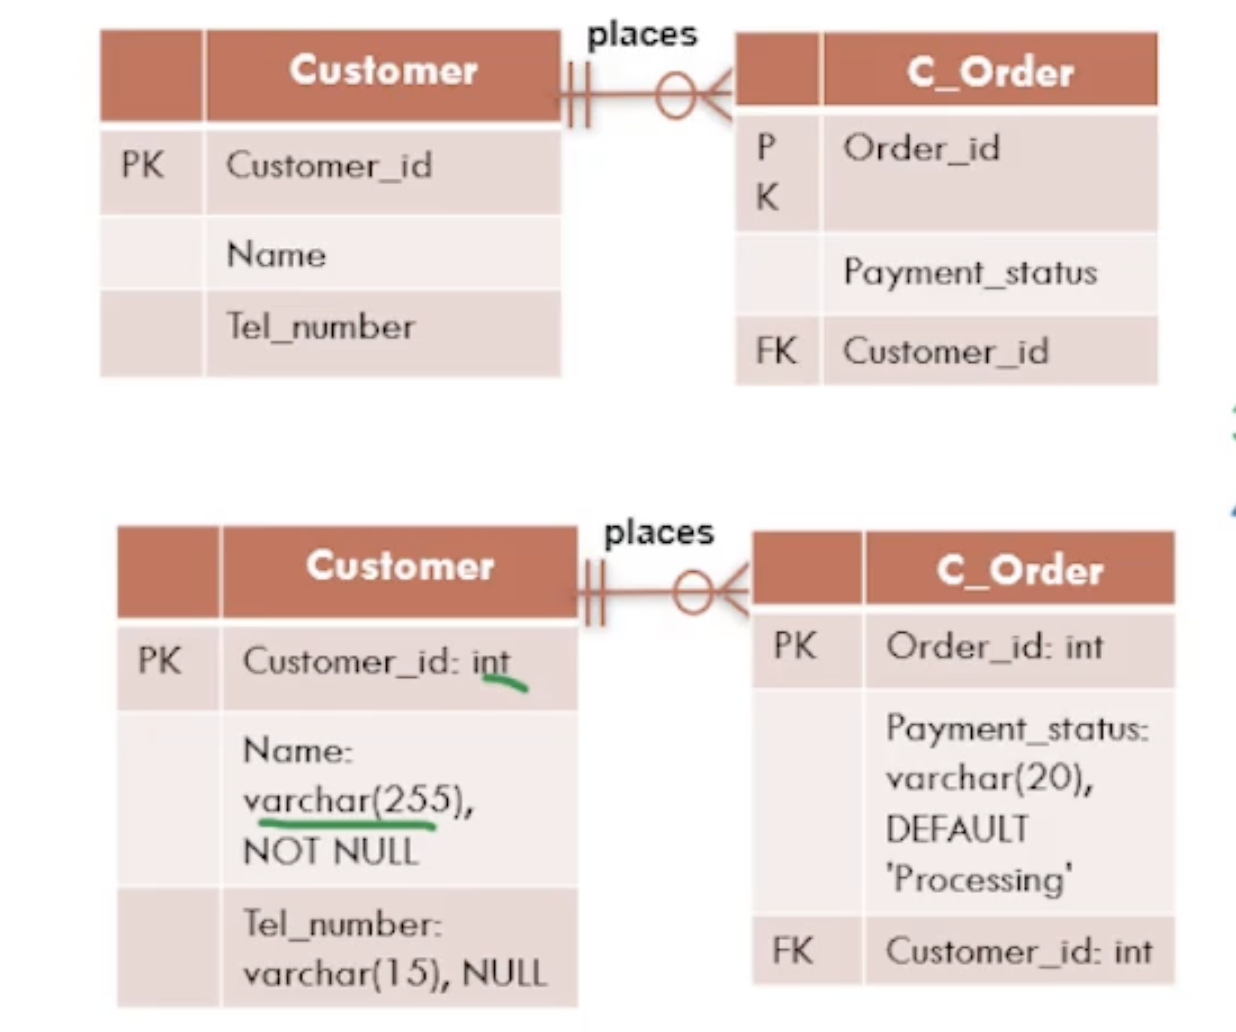 places
Customer
C_Order
PK Customer_id
P
K
Order_id
Name
Payment_status
Tel_number
FK Customer_id
places
Customer
C_Order
PK Customer_id: int
Name:
varchar(255),
NOT NULL
Tel_number:
varchar(15), NULL
PK Order_id: int
Payment_status:
varchar(20),
DEFAULT
'Processing'
FK Customer_id: int